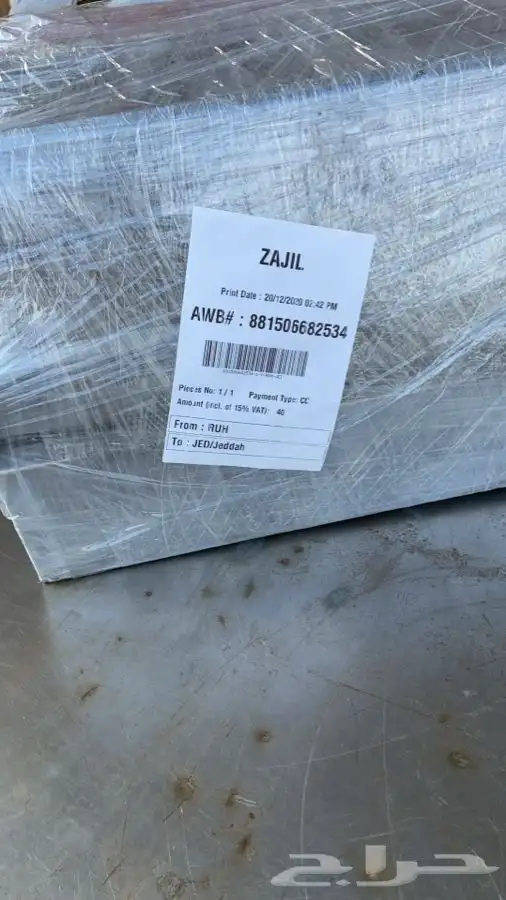 ZAJIL
Print Date : 20/12/2020 02:42 PM
AWB# : 881506682534
Pieces No: 1 / 1 Payment Type: CC
Amount (incl. of 15% VAT): 40
From : RUH
To : JED/Jeddah
حراج